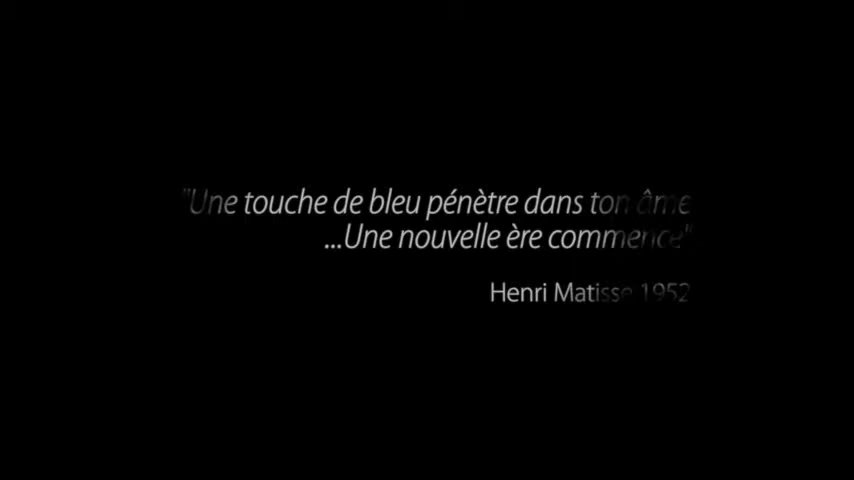 "Une touche de bleu pénètre dans ton âme
...Une nouvelle ère commence"
Henri Matisse 1952